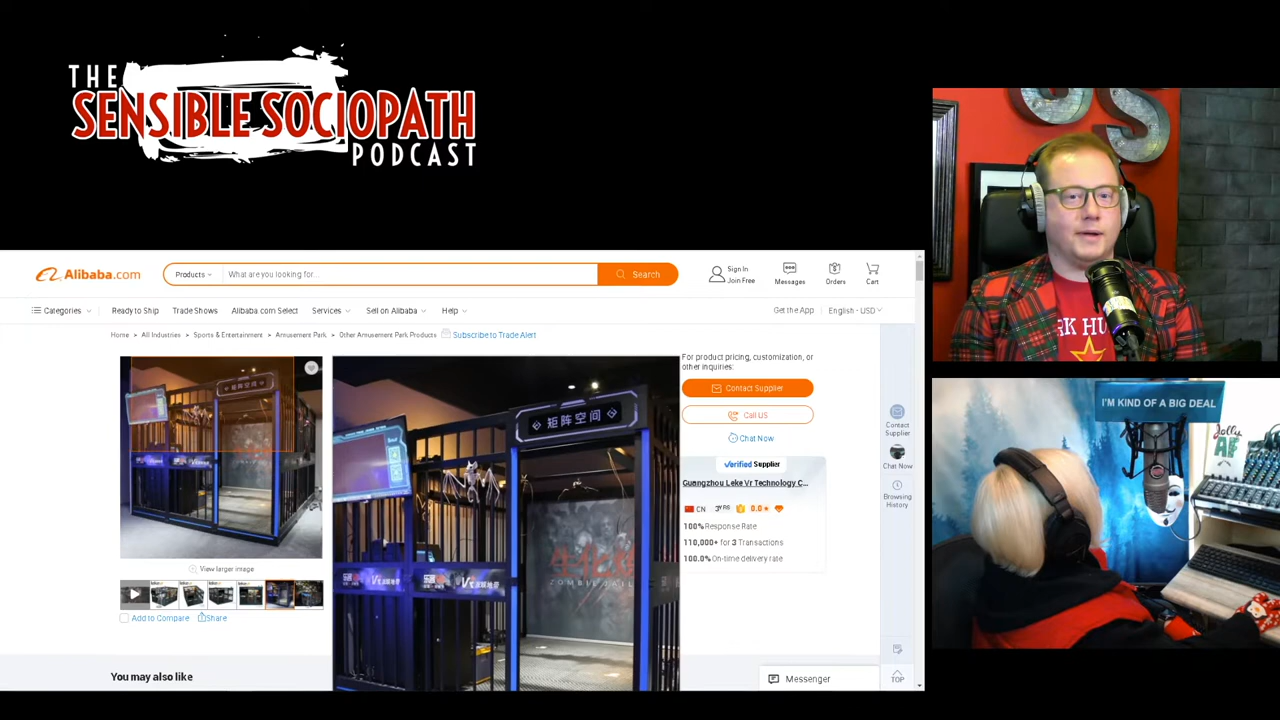 THE
SENSIBLE SOCIOPATH
PODCAST
Alibaba.com
Products
What are you looking for...
Search
Sign In
Join Free
Messages
Orders
Cart
Categories
Ready to Ship
Trade Shows
Alibaba.com Select
Services
Sell on Alibaba
Help
Get the App
English - USD
Home > All Industries > Sports & Entertainment > Amusement Park > Other Amusement Park Products
Subscribe to Trade Alert
矩阵空间
ZOMBIE JAIL
View larger image
Add to Compare
Share
For product pricing, customization, or
other inquiries:
Contact Supplier
Call US
Chat Now
Verified Supplier
Guangzhou Leke Vr Technology C...
CN
3YRS
0.0
100% Response Rate
110,000+ for 3 Transactions
100.0% On-time delivery rate
Contact
Supplier
Chat Now
Browsing
History
TOP
You may also like
Messenger
I'M KIND OF A BIG DEAL
Jolly
AF